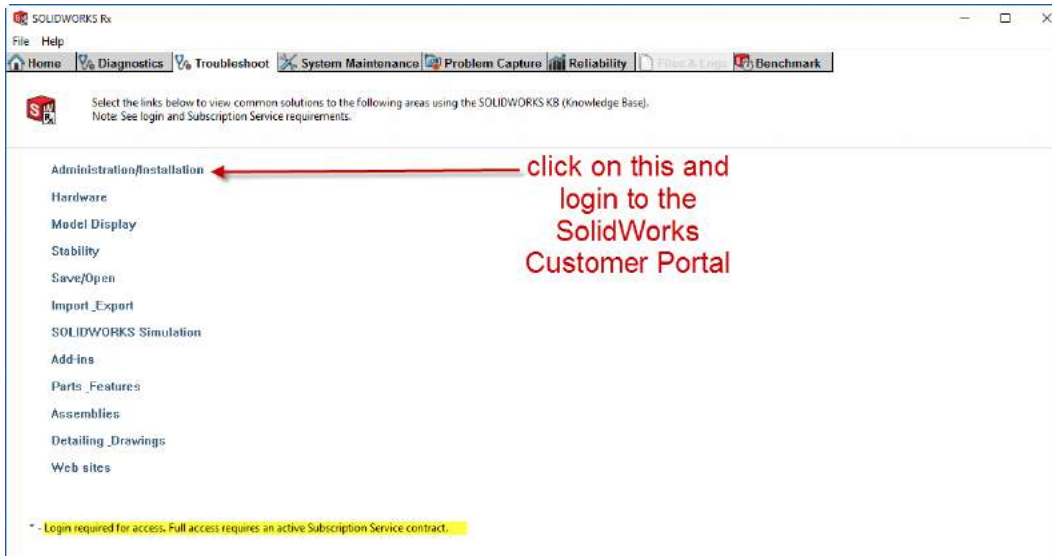 SOLIDWORKS Rx
File Help
Home Diagnostics Troubleshoot System Maintenance Problem Capture Reliability Files & Logs Benchmark
Select the links below to view common solutions to the following areas using the SOLIDWORKS KB (Knowledge Base).
Note: See login and Subscription Service requirements.
Administration/Installation
click on this and
login to the
SolidWorks
Customer Portal
Hardware
Model Display
Stability
Save/Open
Import_Export
SOLIDWORKS Simulation
Add-ins
Parts_Features
Assemblies
Detailing_Drawings
Web sites
* - Login required for access. Full access requires an active Subscription Service contract.